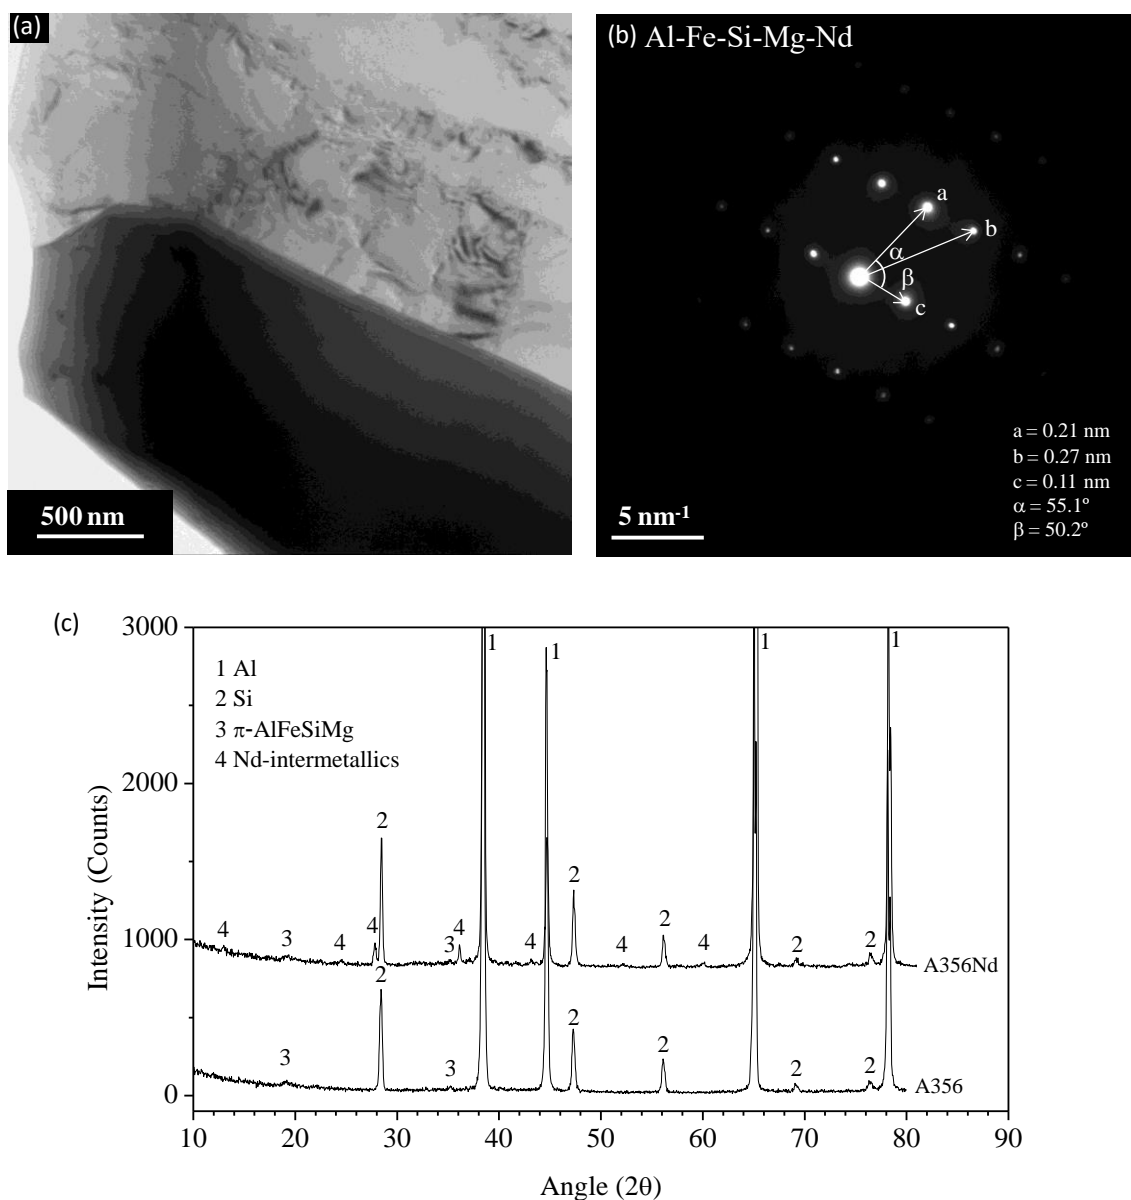 (a)
500 nm
(b) Al-Fe-Si-Mg-Nd
a
b
α
β
c
a = 0.21 nm
b = 0.27 nm
c = 0.11 nm
α = 55.1º
β = 50.2º
5 nm-1
(c)
3000
2000
1000
0
Intensity (Counts)
1 Al
2 Si
3 π-AlFeSiMg
4 Nd-intermetallics
1
1
1
1
4
3
4
4
2
3
4
4
2
4
2
4
2
2
A356Nd
3
2
3
2
2
2
2
A356
10
20
30
40
50
60
70
80
90
Angle (2θ)